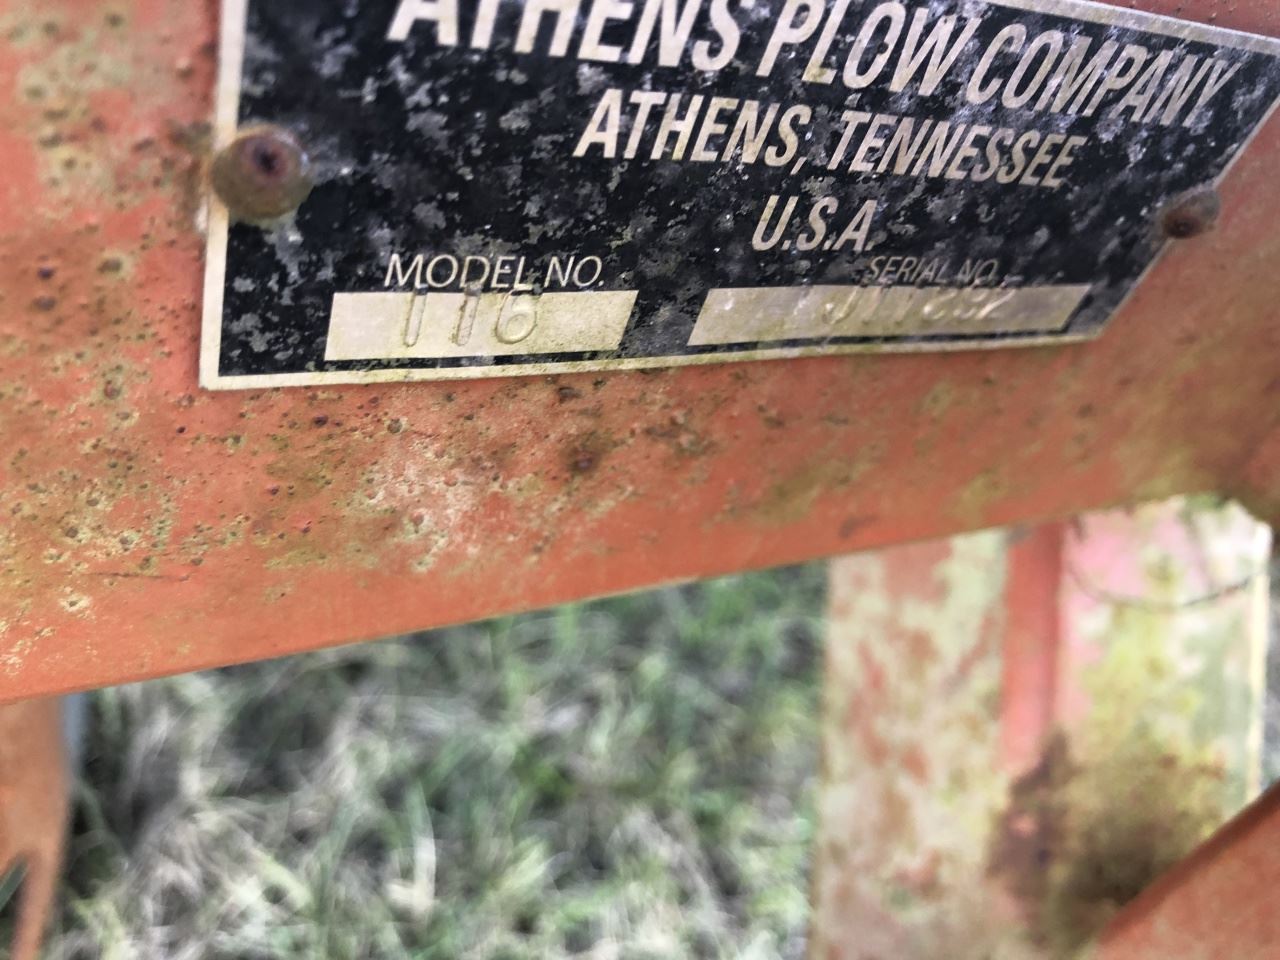 ATHENS PLOW COMPANY
ATHENS, TENNESSEE
U.S.A.
MODEL NO. SERIAL NO.
116